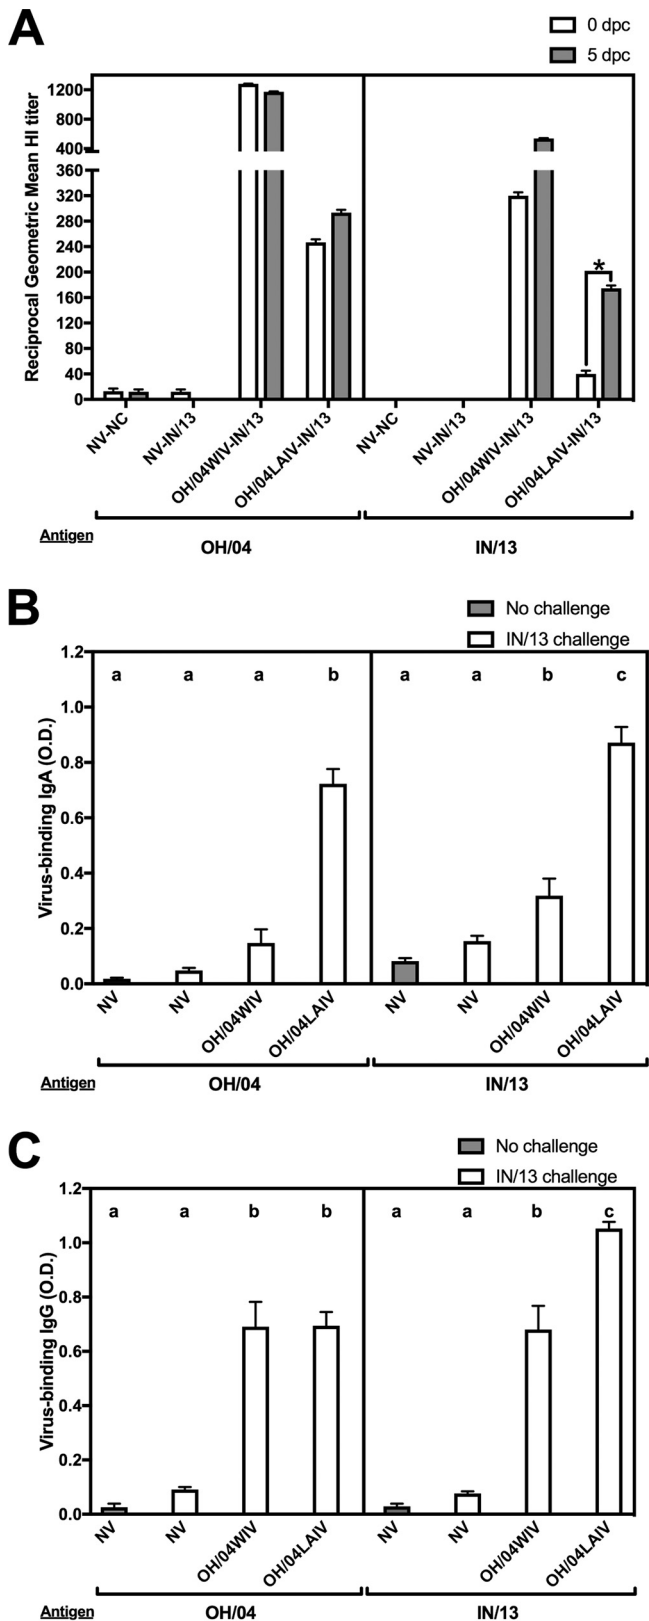 A
0 dpc
5 dpc
Reciprocal Geometric Mean HI titer
1200
800
400
360
320
280
240
200
160
120
80
40
0
*
NV-NC
NV-IN/13
OH/04WIV-IN/13
OH/04LAIV-IN/13
NV-NC
NV-IN/13
OH/04WIV-IN/13
OH/04LAIV-IN/13
Antigen
OH/04
IN/13
B
No challenge
IN/13 challenge
Virus-binding IgA (O.D.)
1.2
1.0
0.8
0.6
0.4
0.2
0.0
a a a b a a b c
NV
NV
OH/04WIV
OH/04LAIV
NV
NV
OH/04WIV
OH/04LAIV
Antigen
OH/04
IN/13
C
No challenge
IN/13 challenge
Virus-binding IgG (O.D.)
1.2
1.0
0.8
0.6
0.4
0.2
0.0
a a b b a a b c
NV
NV
OH/04WIV
OH/04LAIV
NV
NV
OH/04WIV
OH/04LAIV
Antigen
OH/04
IN/13